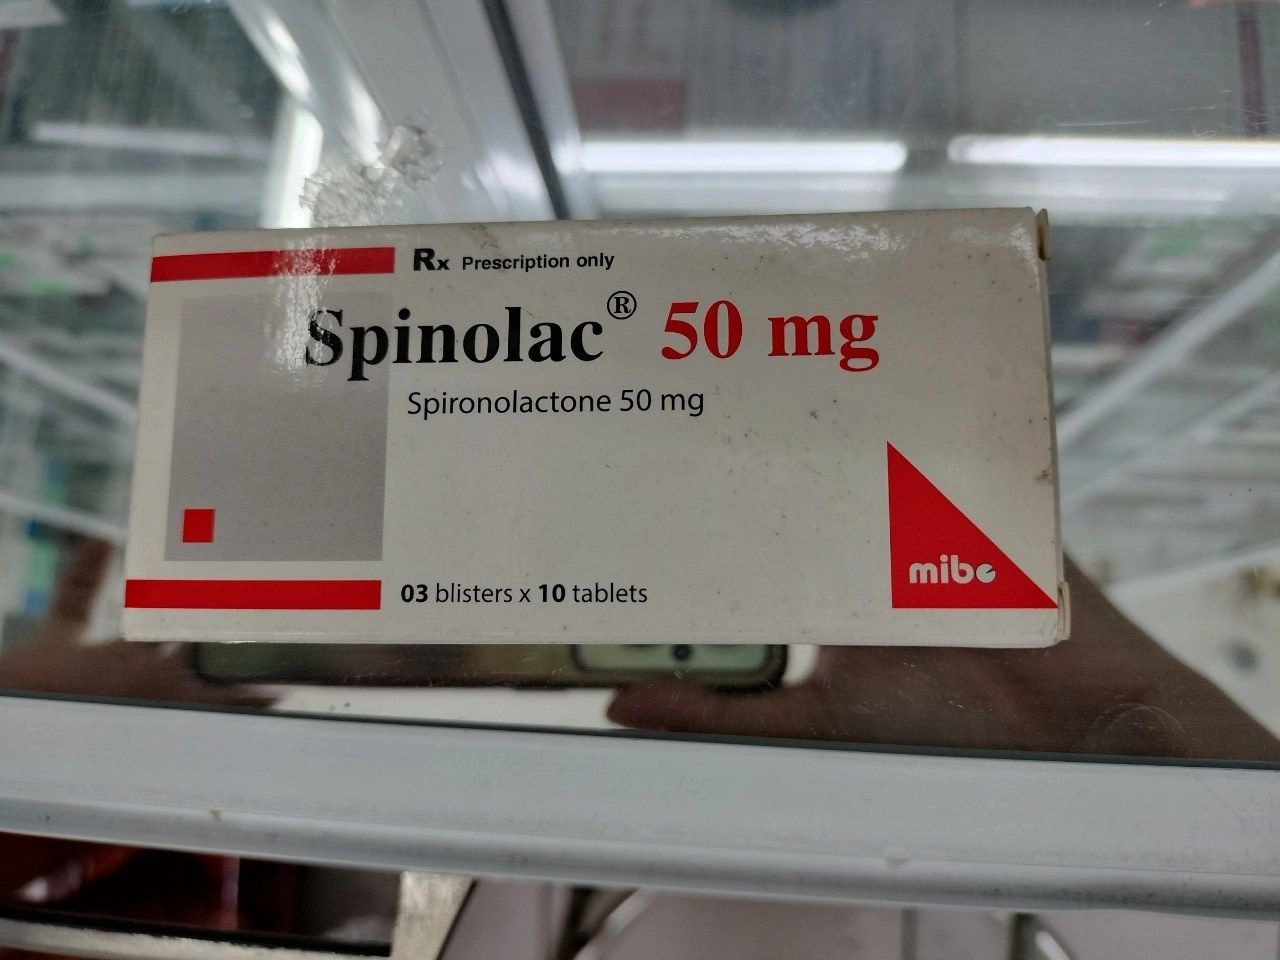 Rx Prescription only
Spinolac® 50 mg
Spironolactone 50 mg
03 blisters x 10 tablets
mibe